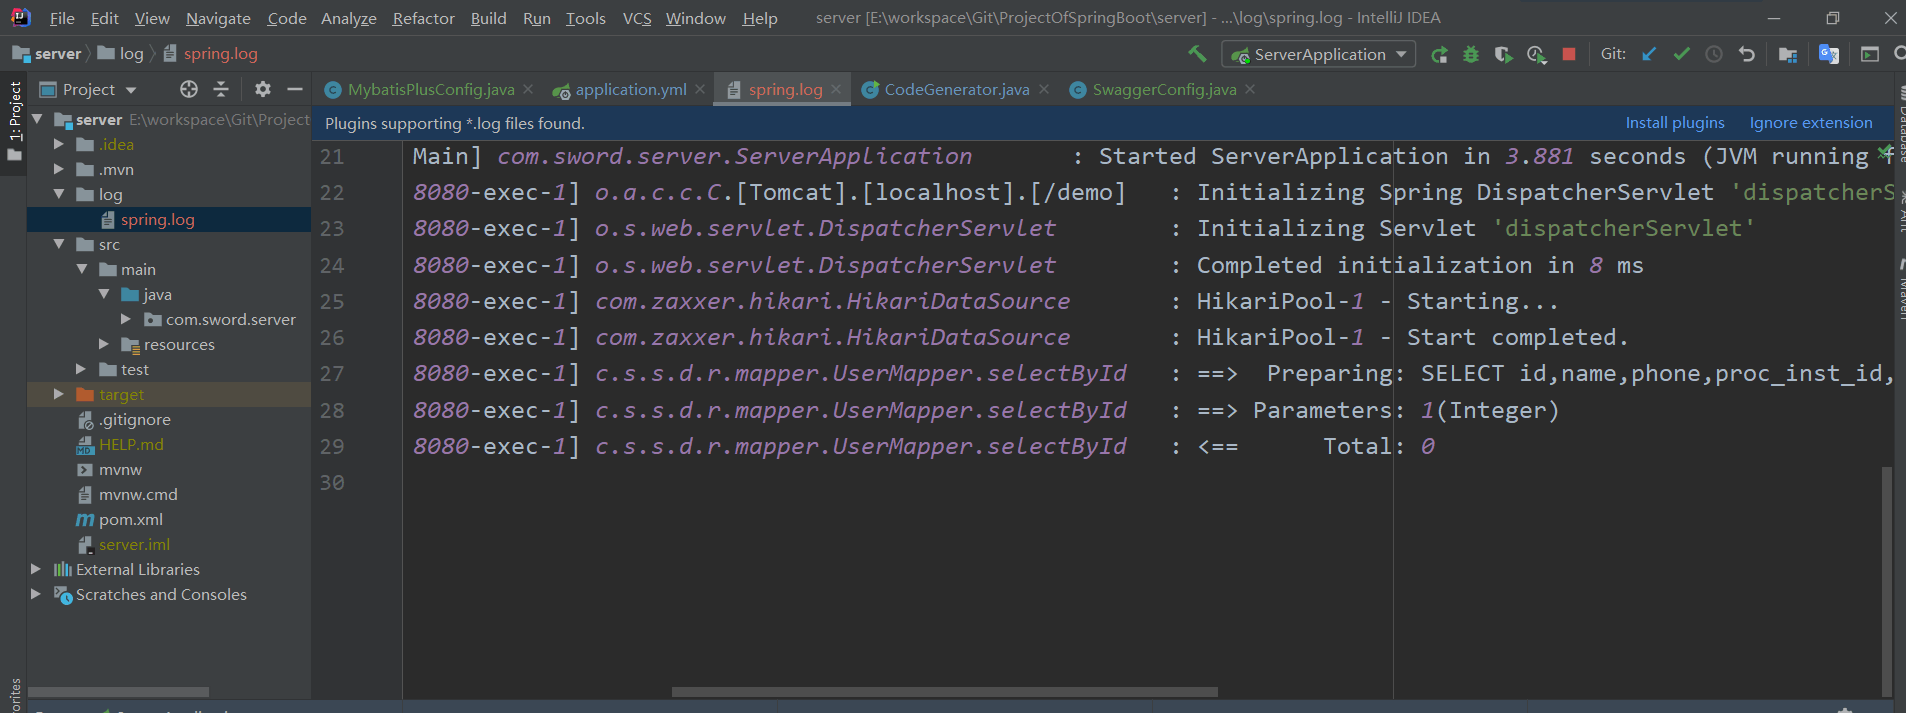 File Edit View Navigate Code Analyze Refactor Build Run Tools VCS Window Help server [E:\workspace\Git\ProjectOfSpringBoot\server] - ...\log\spring.log - IntelliJ IDEA
server log spring.log ServerApplication Git:
Project MybatisPlusConfig.java application.yml spring.log CodeGenerator.java SwaggerConfig.java
1: Project
Database
Ant
Maven
server E:\workspace\Git\Project
.idea
.mvn
log
spring.log
src
main
java
com.sword.server
resources
test
target
.gitignore
HELP.md
mvnw
mvnw.cmd
pom.xml
server.iml
External Libraries
Scratches and Consoles
Plugins supporting *.log files found. Install plugins Ignore extension
21 Main] com.sword.server.ServerApplication : Started ServerApplication in 3.881 seconds (JVM running f
22 8080-exec-1] o.a.c.c.C.[Tomcat].[localhost].[/demo] : Initializing Spring DispatcherServlet 'dispatcherS
23 8080-exec-1] o.s.web.servlet.DispatcherServlet : Initializing Servlet 'dispatcherServlet'
24 8080-exec-1] o.s.web.servlet.DispatcherServlet : Completed initialization in 8 ms
25 8080-exec-1] com.zaxxer.hikari.HikariDataSource : HikariPool-1 - Starting...
26 8080-exec-1] com.zaxxer.hikari.HikariDataSource : HikariPool-1 - Start completed.
27 8080-exec-1] c.s.s.d.r.mapper.UserMapper.selectById : ==> Preparing: SELECT id,name,phone,proc_inst_id,
28 8080-exec-1] c.s.s.d.r.mapper.UserMapper.selectById : ==> Parameters: 1(Integer)
29 8080-exec-1] c.s.s.d.r.mapper.UserMapper.selectById : <== Total: 0
30